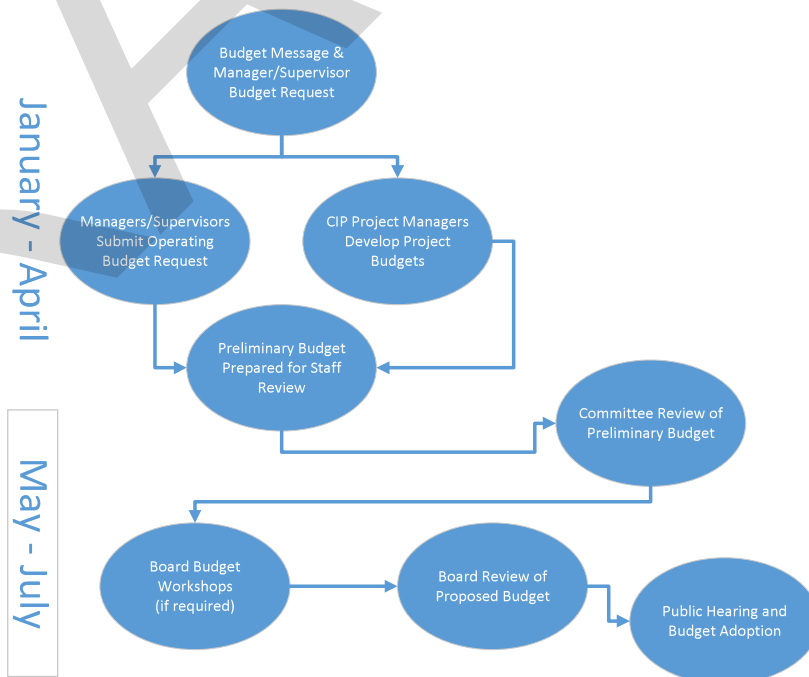 Budget Message &
Manager/Supervisor
Budget Request
January - April
Managers/Supervisors
Submit Operating
Budget Request
CIP Project Managers
Develop Project
Budgets
Preliminary Budget
Prepared for Staff
Review
Committee Review of
Preliminary Budget
May - July
Board Budget
Workshops
(if required)
Board Review of
Proposed Budget
Public Hearing and
Budget Adoption